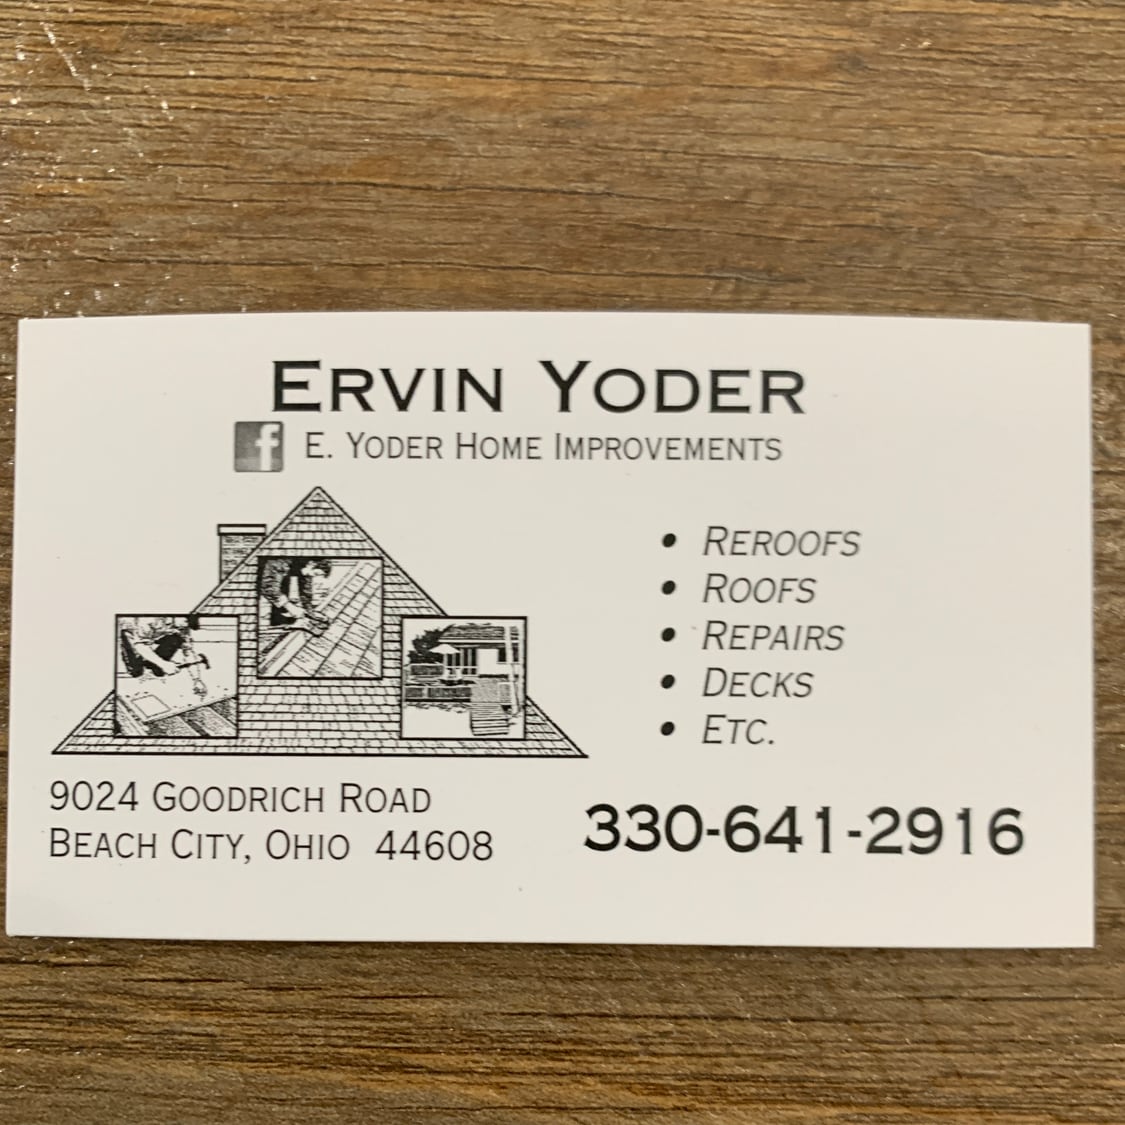 ERVIN YODER
f E. YODER HOME IMPROVEMENTS
• REROOFS
• ROOFS
• REPAIRS
• DECKS
• ETC.
9024 GOODRICH ROAD
BEACH CITY, OHIO 44608
330-641-2916